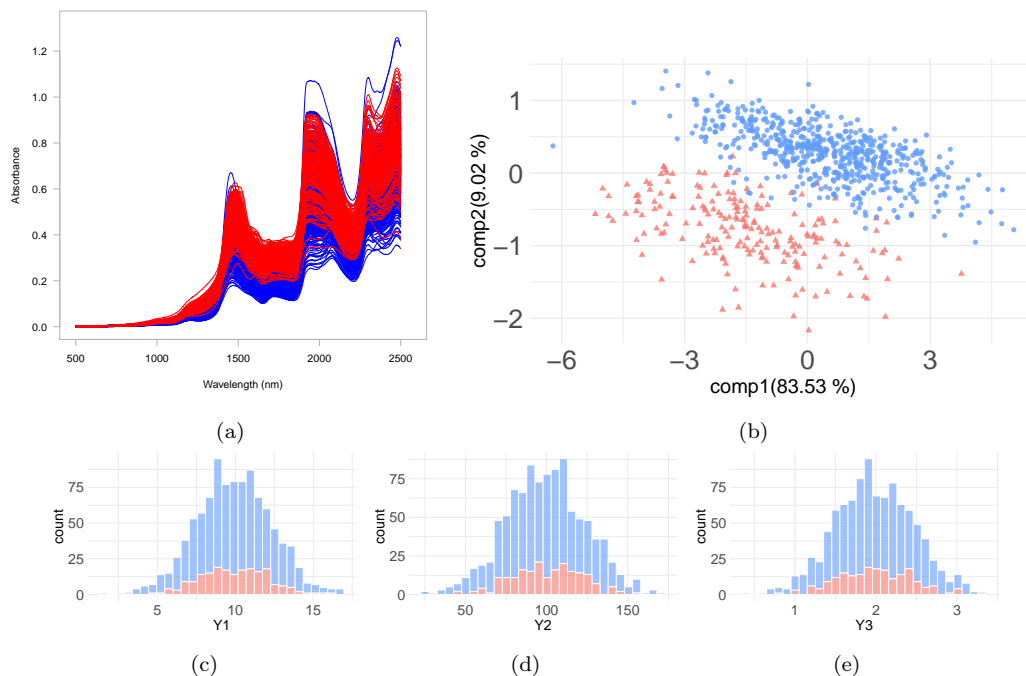 1.2
1.0
0.8
0.6
0.4
0.2
0.0
Absorbance
500 1000 1500 2000 2500
Wavelength (nm)
(a)
1
0
−1
−2
comp2(9.02 %)
−6 −3 0 3
comp1(83.53 %)
(b)
75
50
25
0
count
5 10 15
Y1
(c)
75
50
25
0
count
50 100 150
Y2
(d)
75
50
25
0
count
1 2 3
Y3
(e)